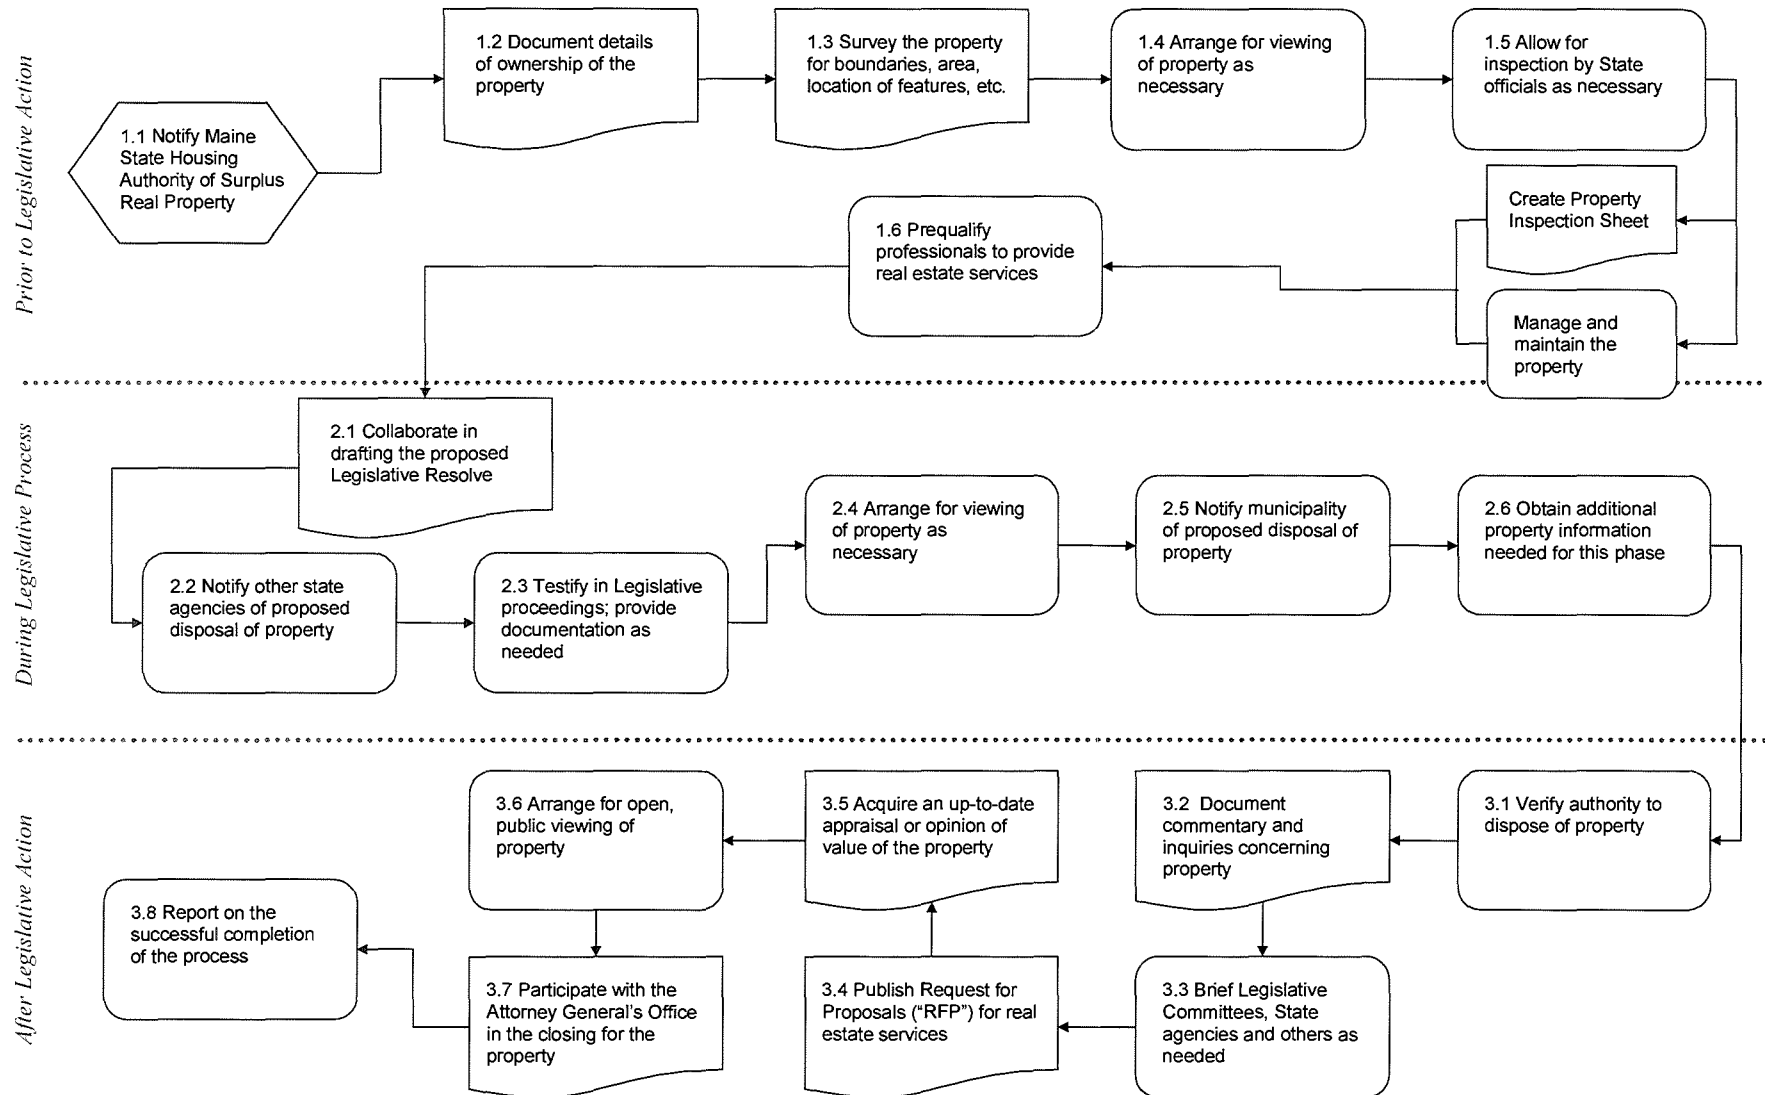 Prior to Legislative Action
1.1 Notify Maine
State Housing
Authority of Surplus
Real Property
1.2 Document details
of ownership of the
property
1.3 Survey the property
for boundaries, area,
location of features, etc.
1.4 Arrange for viewing
of property as
necessary
1.5 Allow for
inspection by State
officials as necessary
Create Property
Inspection Sheet
Manage and
maintain the
property
1.6 Prequalify
professionals to provide
real estate services
During Legislative Process
2.1 Collaborate in
drafting the proposed
Legislative Resolve
2.2 Notify other state
agencies of proposed
disposal of property
2.3 Testify in Legislative
proceedings; provide
documentation as
needed
2.4 Arrange for viewing
of property as
necessary
2.5 Notify municipality
of proposed disposal of
property
2.6 Obtain additional
property information
needed for this phase
After Legislative Action
3.1 Verify authority to
dispose of property
3.2 Document
commentary and
inquiries concerning
property
3.3 Brief Legislative
Committees, State
agencies and others as
needed
3.4 Publish Request for
Proposals (“RFP”) for real
estate services
3.5 Acquire an up-to-date
appraisal or opinion of
value of the property
3.6 Arrange for open,
public viewing of
property
3.7 Participate with the
Attorney General’s Office
in the closing for the
property
3.8 Report on the
successful completion
of the process